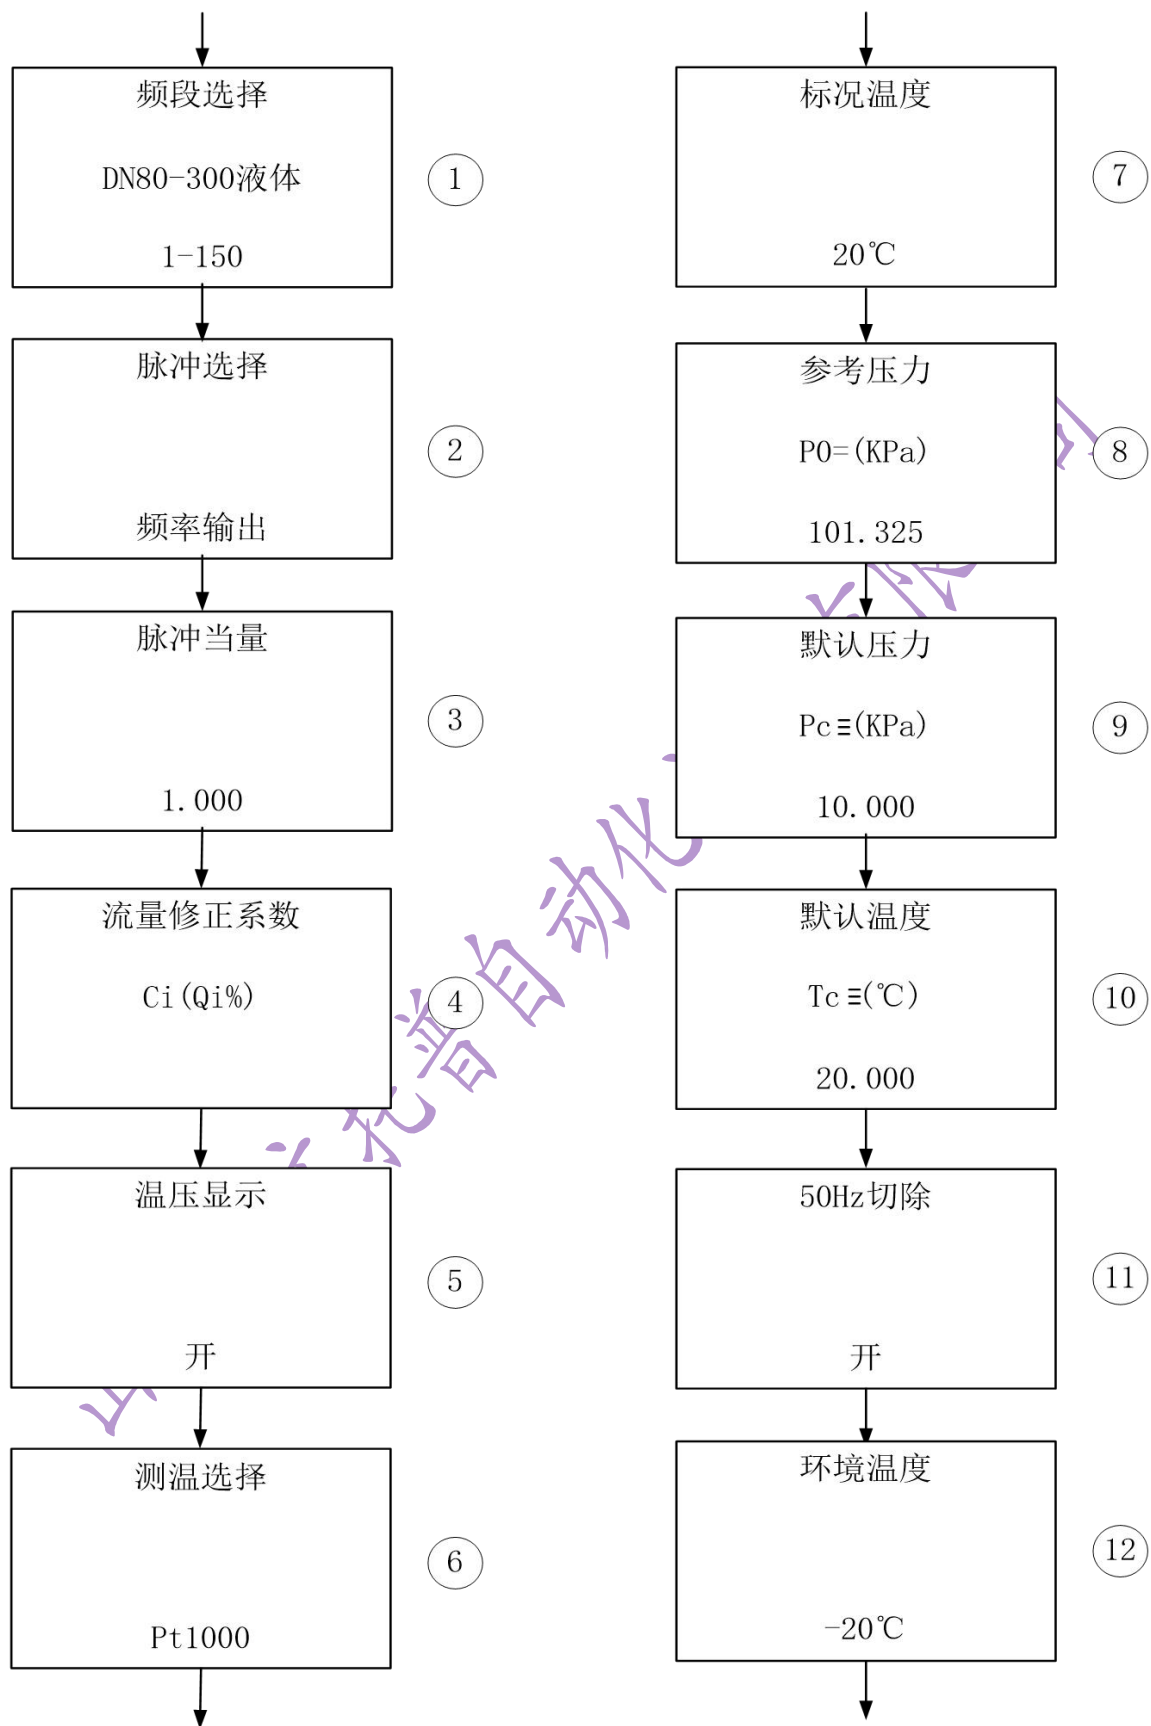 频段选择
DN80-300液体
1-150
①
脉冲选择
频率输出
②
脉冲当量
1.000
③
流量修正系数
Ci(Qi%)
④
温压显示
开
⑤
测温选择
Pt1000
⑥
标况温度
20℃
⑦
参考压力
P0=(KPa)
101.325
⑧
默认压力
Pc≡(KPa)
10.000
⑨
默认温度
Tc≡(℃)
20.000
⑩
50Hz切除
开
⑪
环境温度
-20℃
⑫
托普自动化